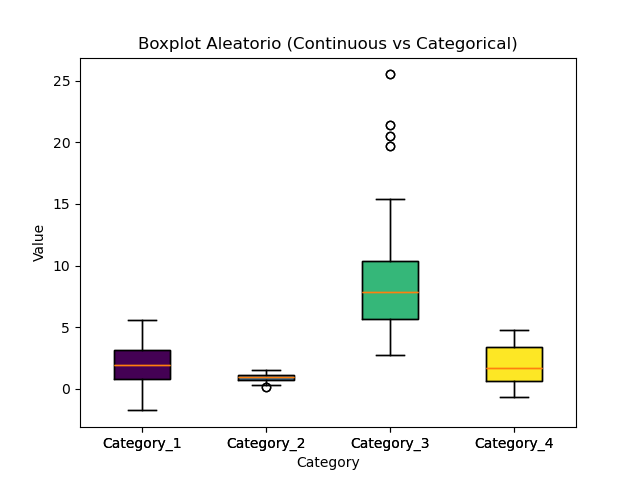 Boxplot Aleatorio (Continuous vs Categorical)
Value
25
20
15
10
5
0
Category_1 Category_2 Category_3 Category_4
Category